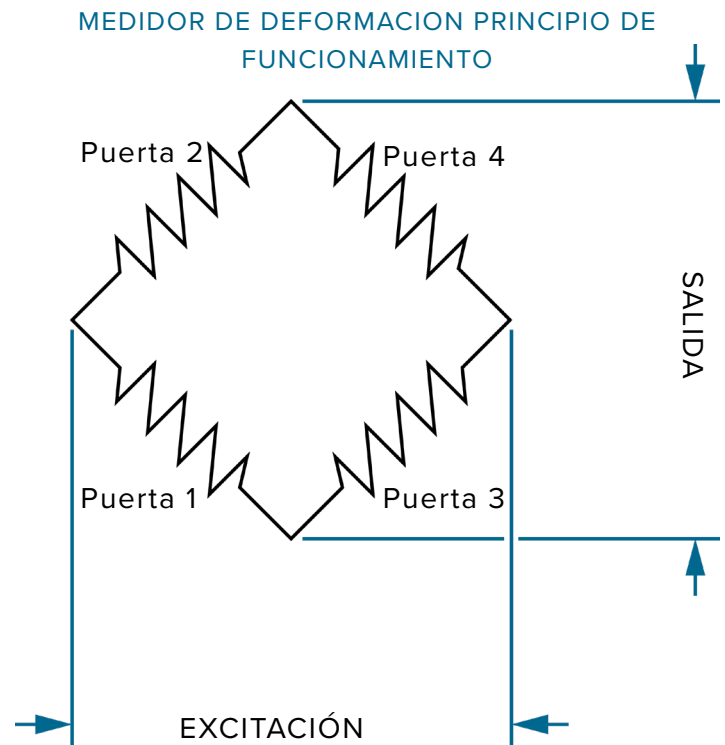 MEDIDOR DE DEFORMACION PRINCIPIO DE
FUNCIONAMIENTO
Puerta 2
Puerta 4
SALIDA
Puerta 1
Puerta 3
EXCITACIÓN